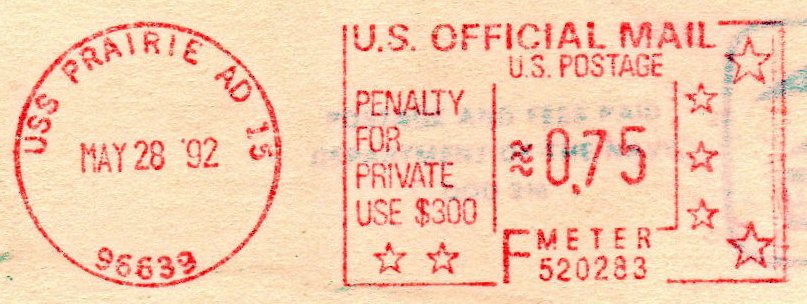 USS PRAIRIE AD 15
MAY 28 '92
96639
U.S. OFFICIAL MAIL
U.S. POSTAGE
PENALTY
FOR
PRIVATE
USE $300
≈0.75
F METER
520283